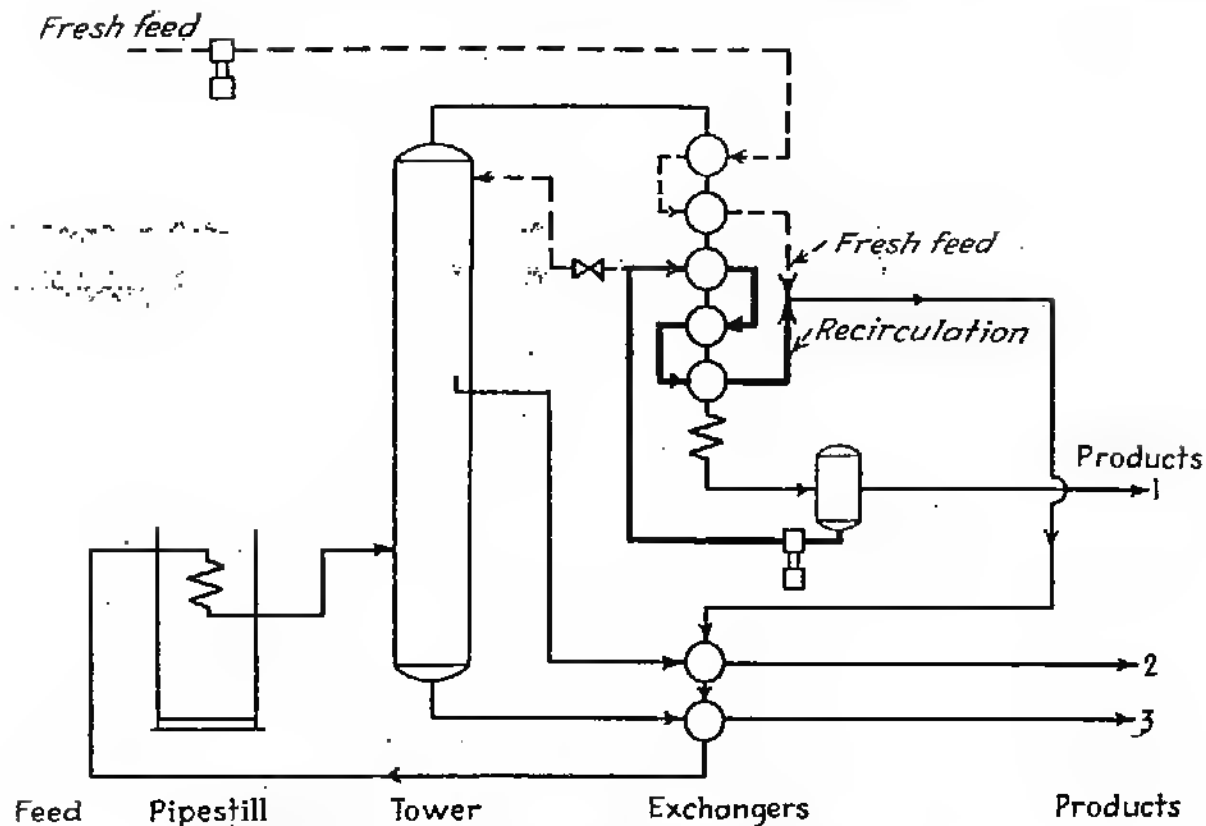 Fresh feed
Fresh feed
Recirculation
Products
1
2
3
Feed Pipestill Tower Exchangers Products